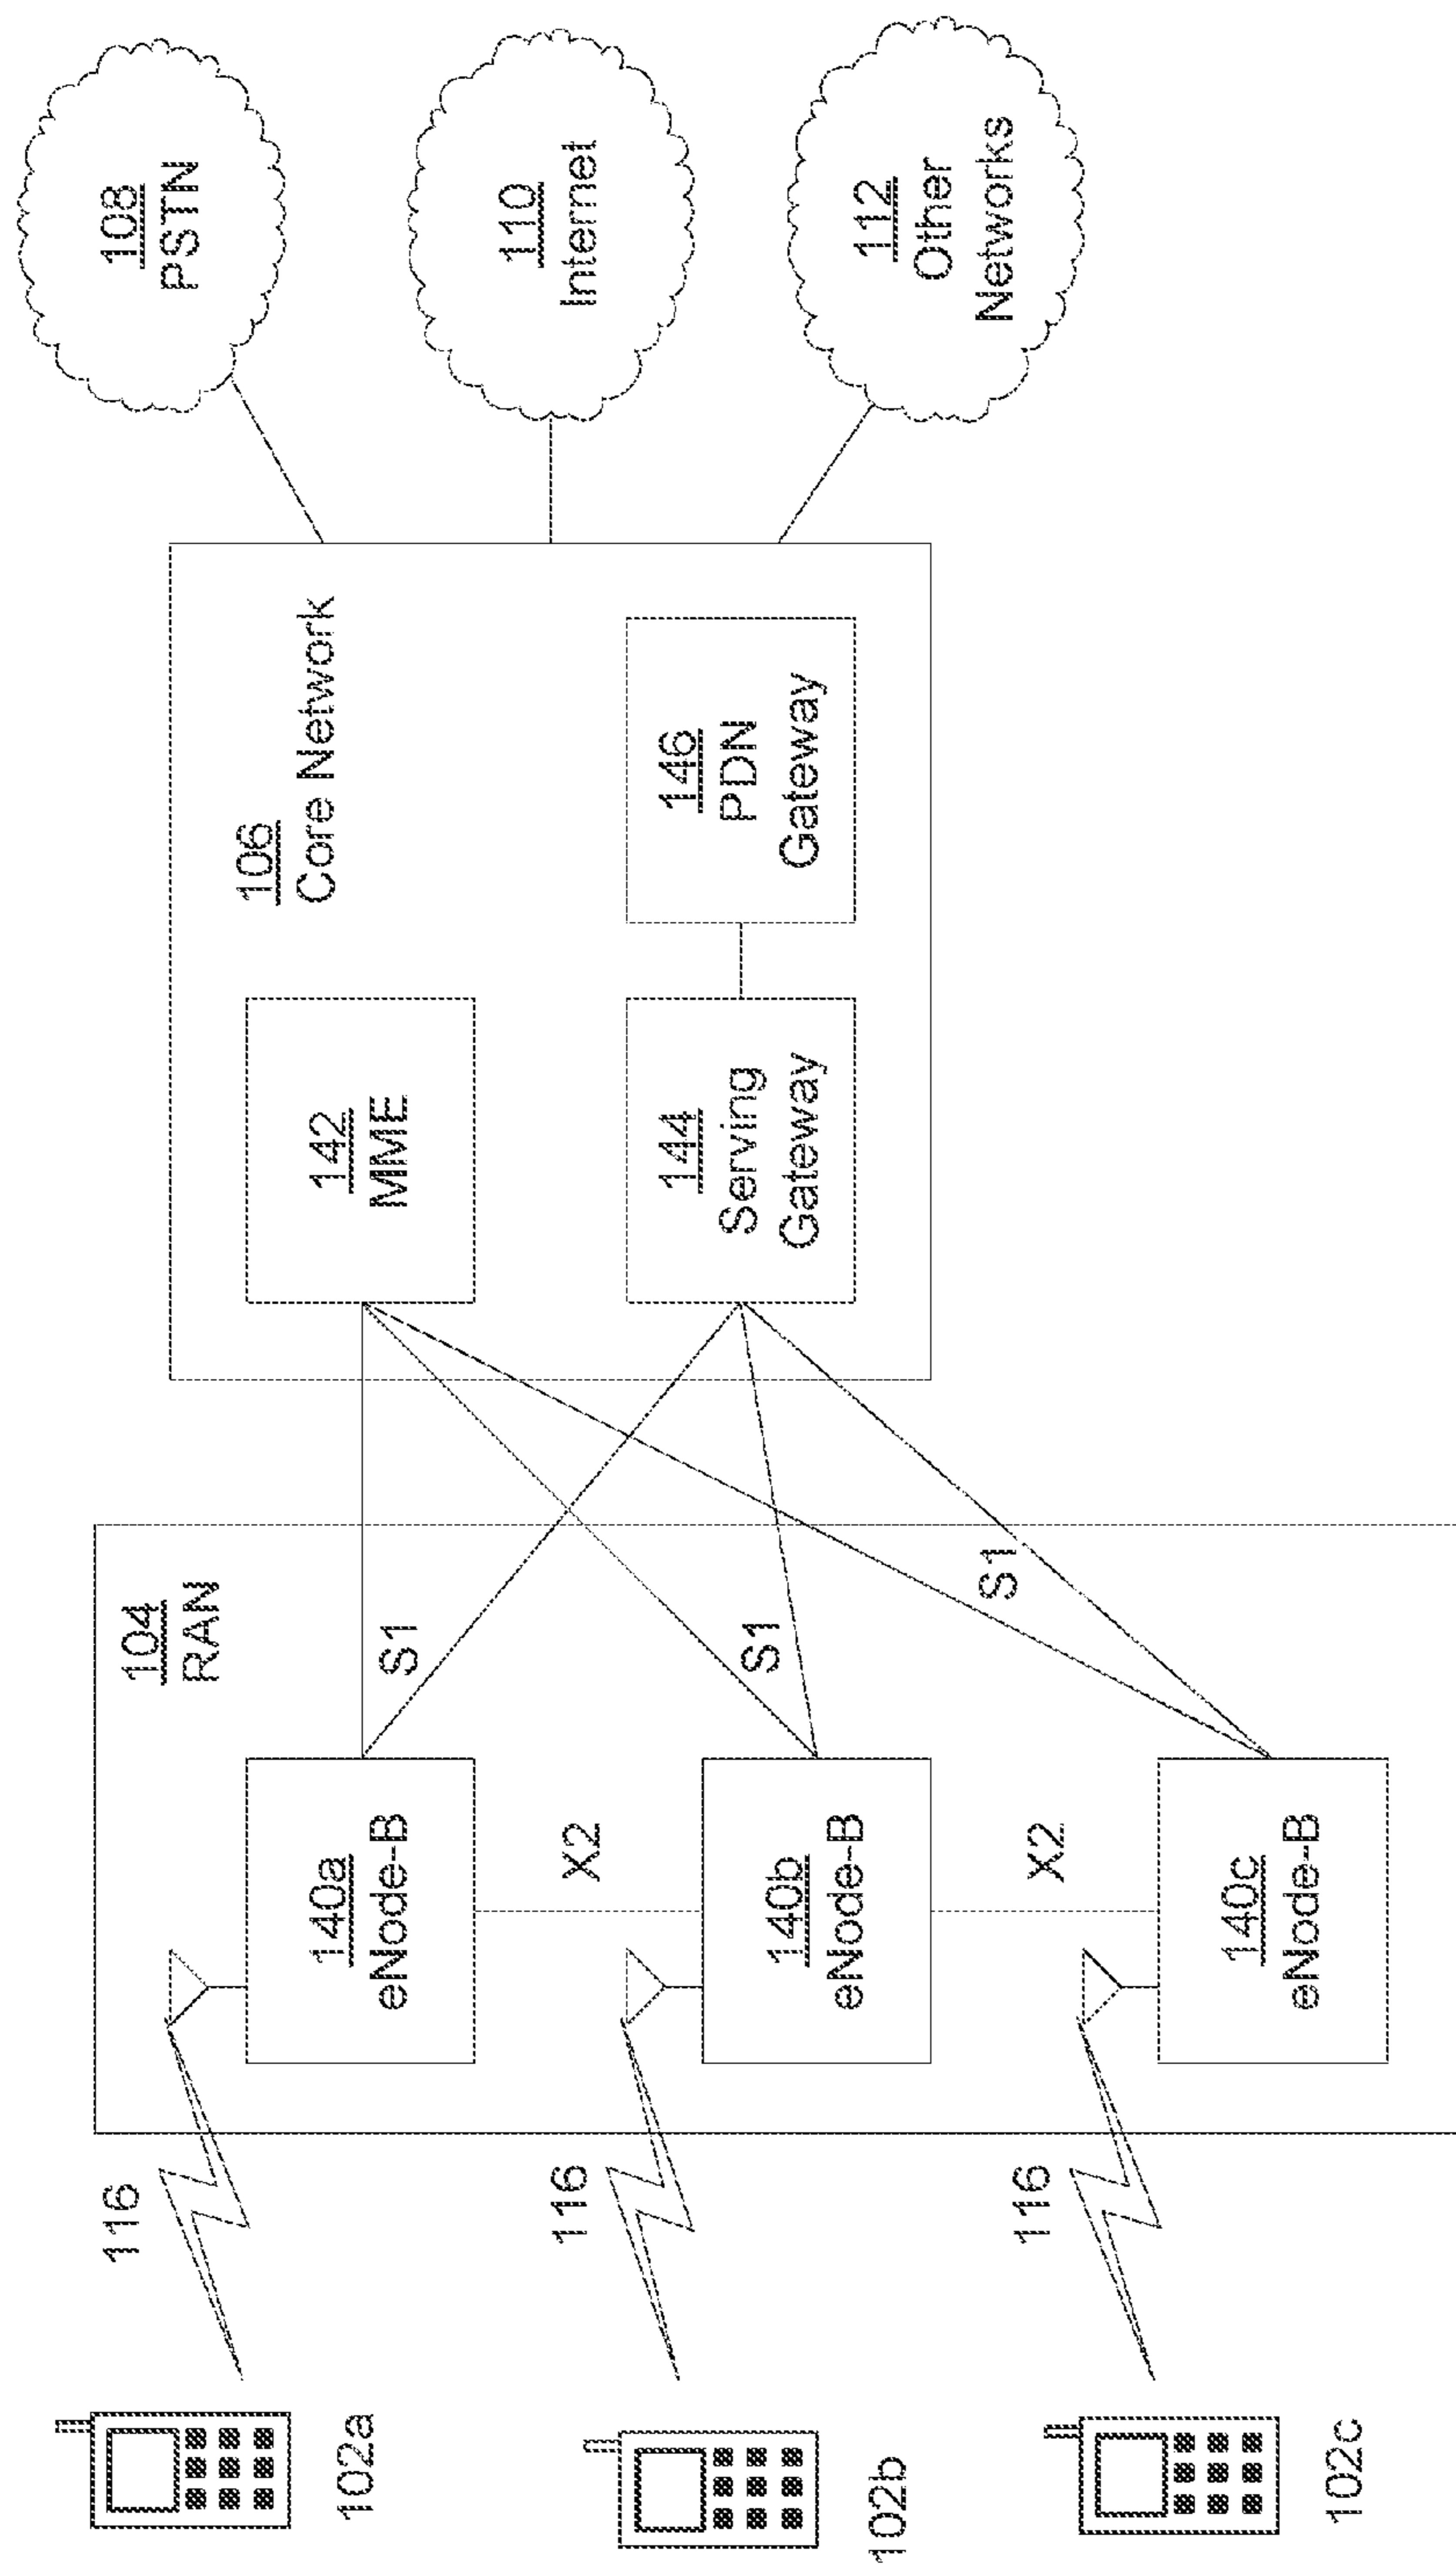 102a
102b
102c
116
116
116
104
RAN
140a
eNode-B
X2
140b
eNode-B
X2
140c
eNode-B
S1
S1
S1
106
Core Network
142
MME
144
Serving
Gateway
146
PDN
Gateway
108
PSTN
110
Internet
112
Other
Networks